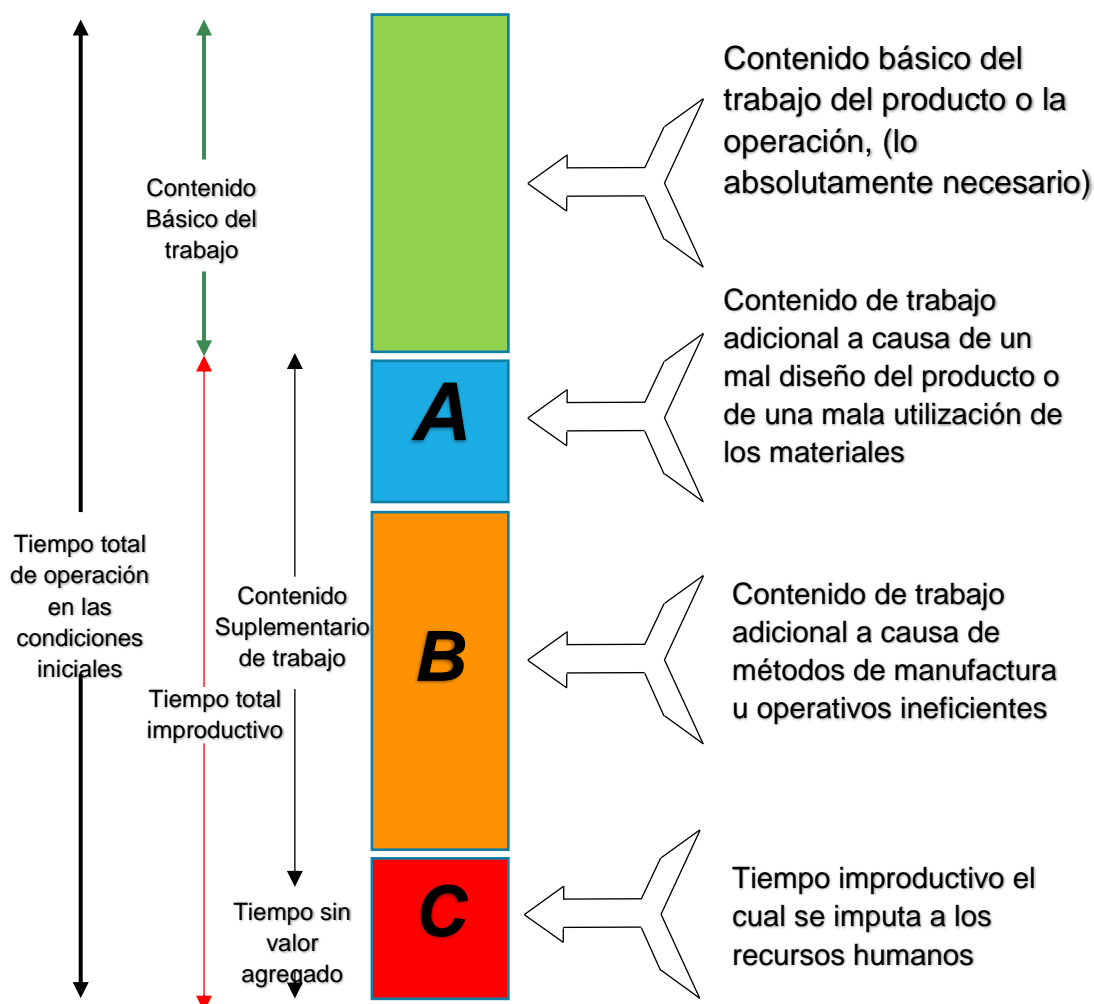 Contenido básico del
trabajo del producto o la
operación, (lo
absolutamente necesario)
Contenido
Básico del
trabajo
Contenido de trabajo
adicional a causa de un
mal diseño del producto o
de una mala utilización de
los materiales
A
Tiempo total
de operación
en las
condiciones
iniciales
Contenido
Suplementario
de trabajo
B
Contenido de trabajo
adicional a causa de
métodos de manufactura
u operativos ineficientes
Tiempo total
improductivo
Tiempo sin
valor
agregado
C
Tiempo improductivo el
cual se imputa a los
recursos humanos